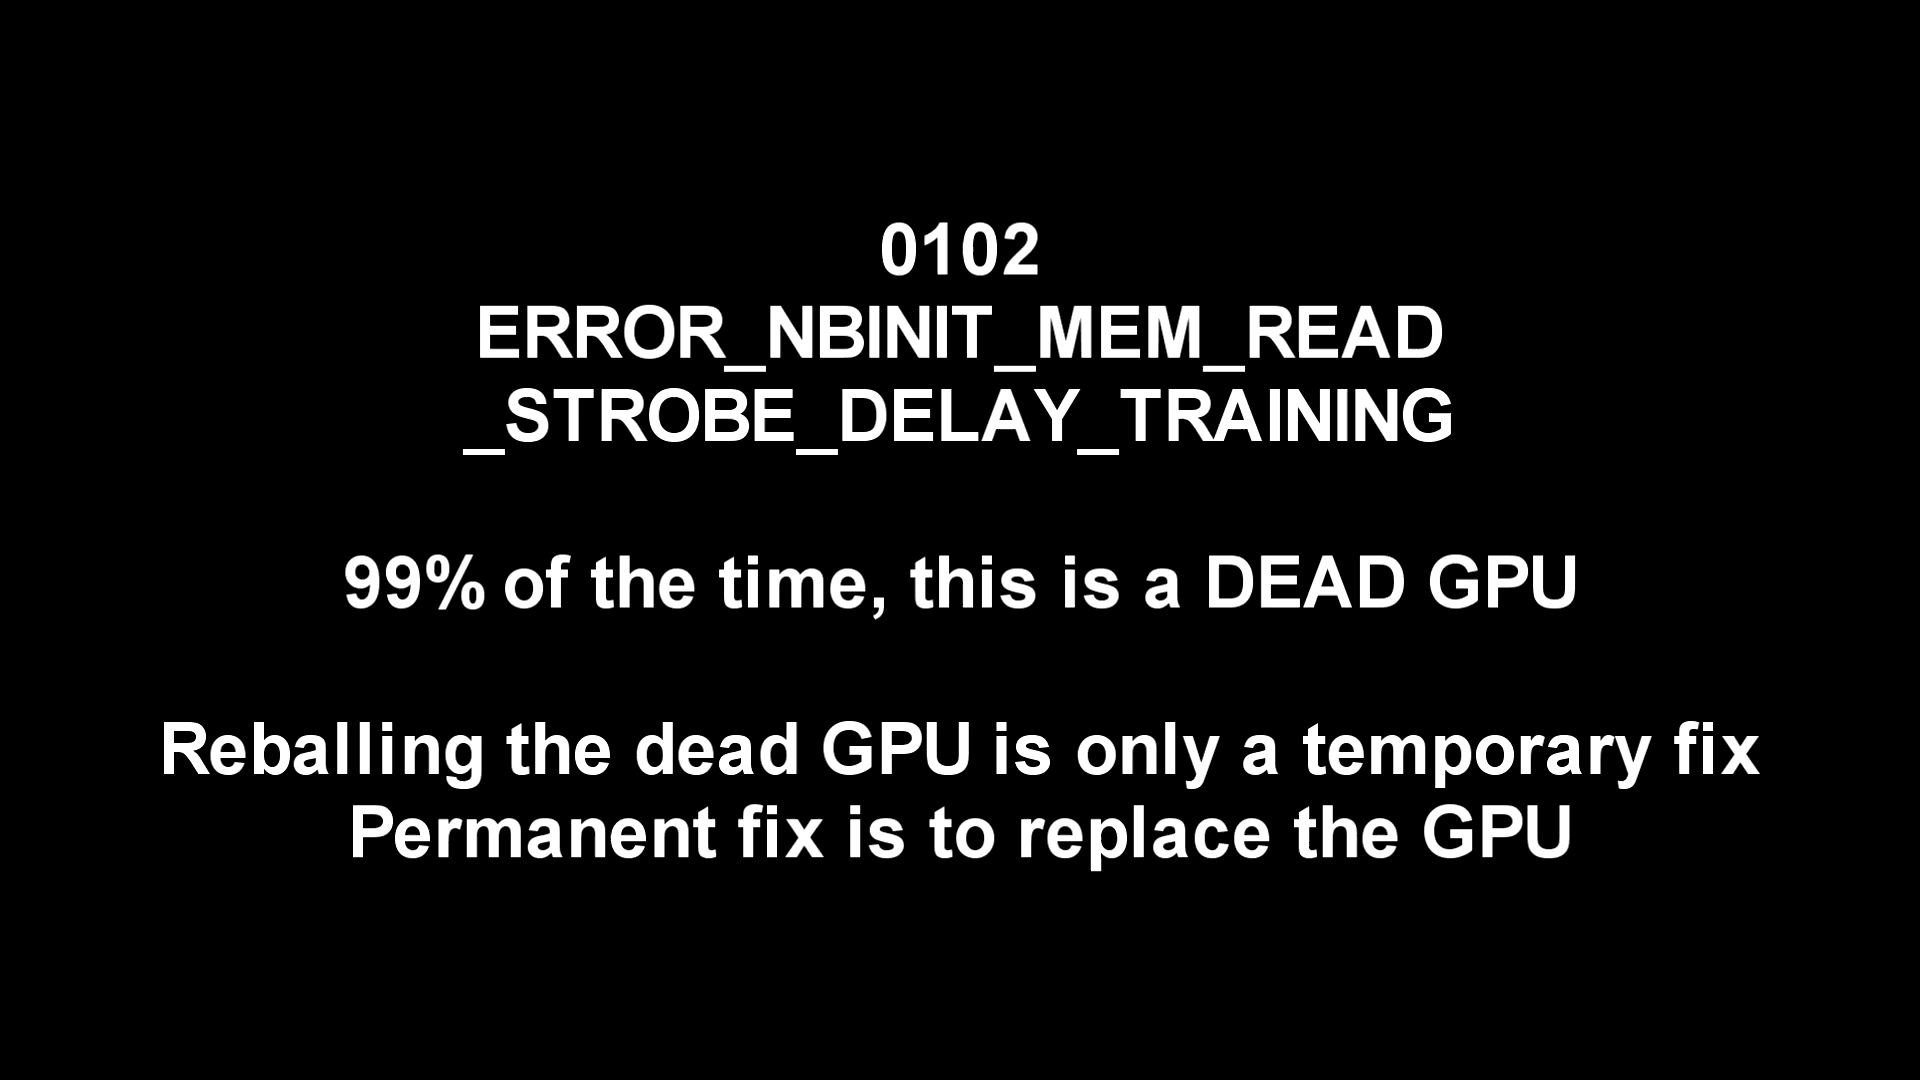 0102
ERROR_NBINIT_MEM_READ
_STROBE_DELAY_TRAINING
99% of the time, this is a DEAD GPU
Reballing the dead GPU is only a temporary fix
Permanent fix is to replace the GPU